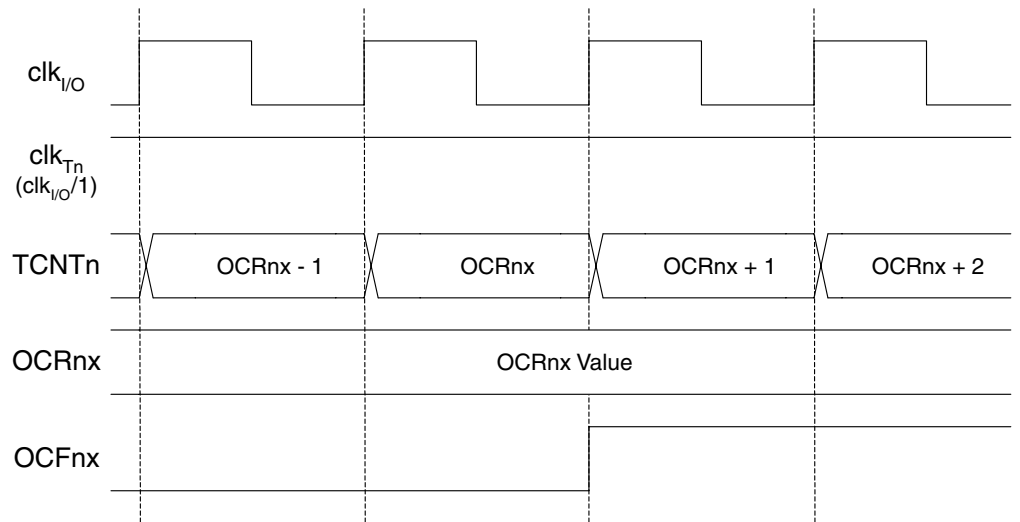 clkI/O
clkTn
(clkI/O/1)
TCNTn OCRnx - 1 OCRnx OCRnx + 1 OCRnx + 2
OCRnx OCRnx Value
OCFnx